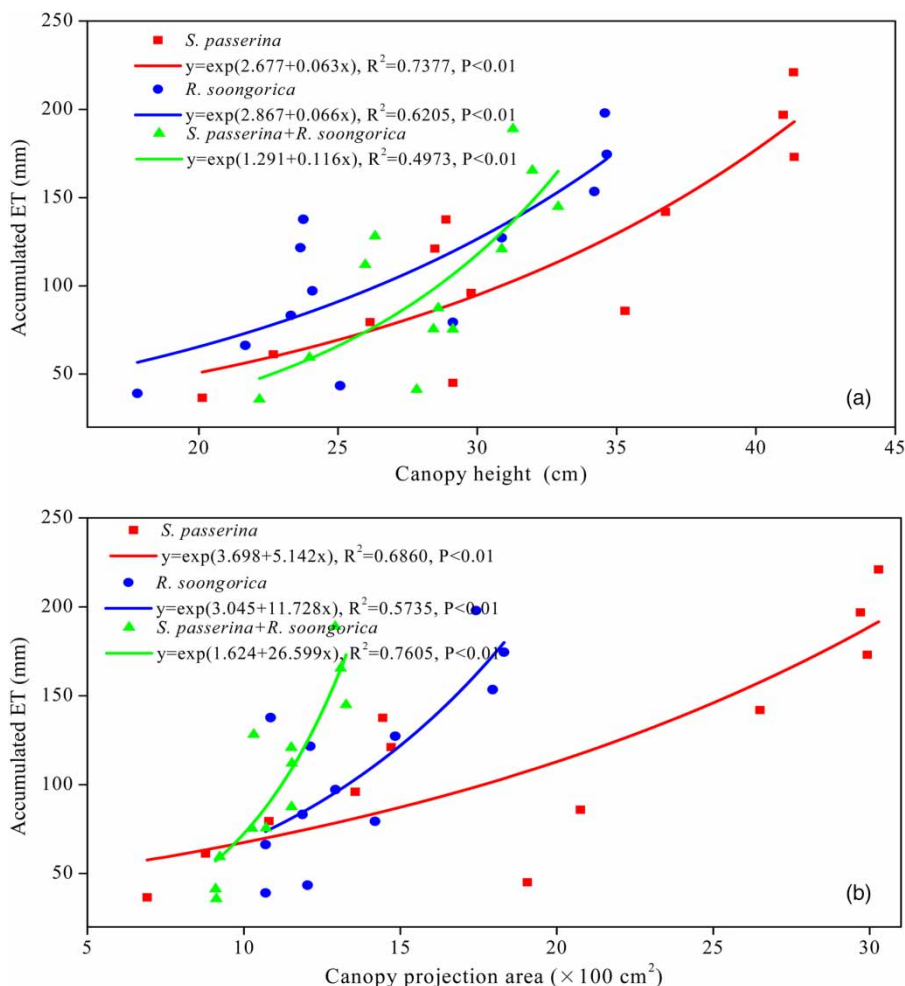 250
200
150
100
50
Accumulated ET (mm)
S. passerina
y=exp(2.677+0.063x), R²=0.7377, P<0.01
R. soongorica
y=exp(2.867+0.066x), R²=0.6205, P<0.01
S. passerina+R. soongorica
y=exp(1.291+0.116x), R²=0.4973, P<0.01
(a)
20 25 30 35 40 45
Canopy height (cm)
250
200
150
100
50
Accumulated ET (mm)
S. passerina
y=exp(3.698+5.142x), R²=0.6860, P<0.01
R. soongorica
y=exp(3.045+11.728x), R²=0.5735, P<0.01
S. passerina+R. soongorica
y=exp(1.624+26.599x), R²=0.7605, P<0.01
(b)
5 10 15 20 25 30
Canopy projection area (×100 cm²)